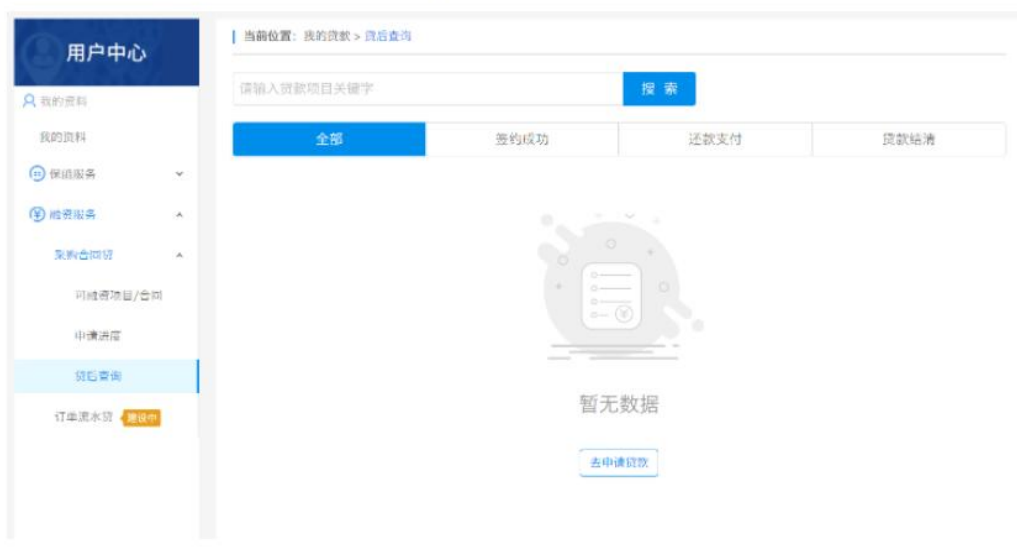 用户中心
我的资料
我的资料
保函服务
融资服务
采购合同贷
可融资项目/合同
申请进度
贷后查询
订单流水贷 建设中
当前位置：我的贷款 > 贷后查询
请输入贷款项目关键字
搜 索
全部 签约成功 还款支付 贷款结清
暂无数据
去申请贷款